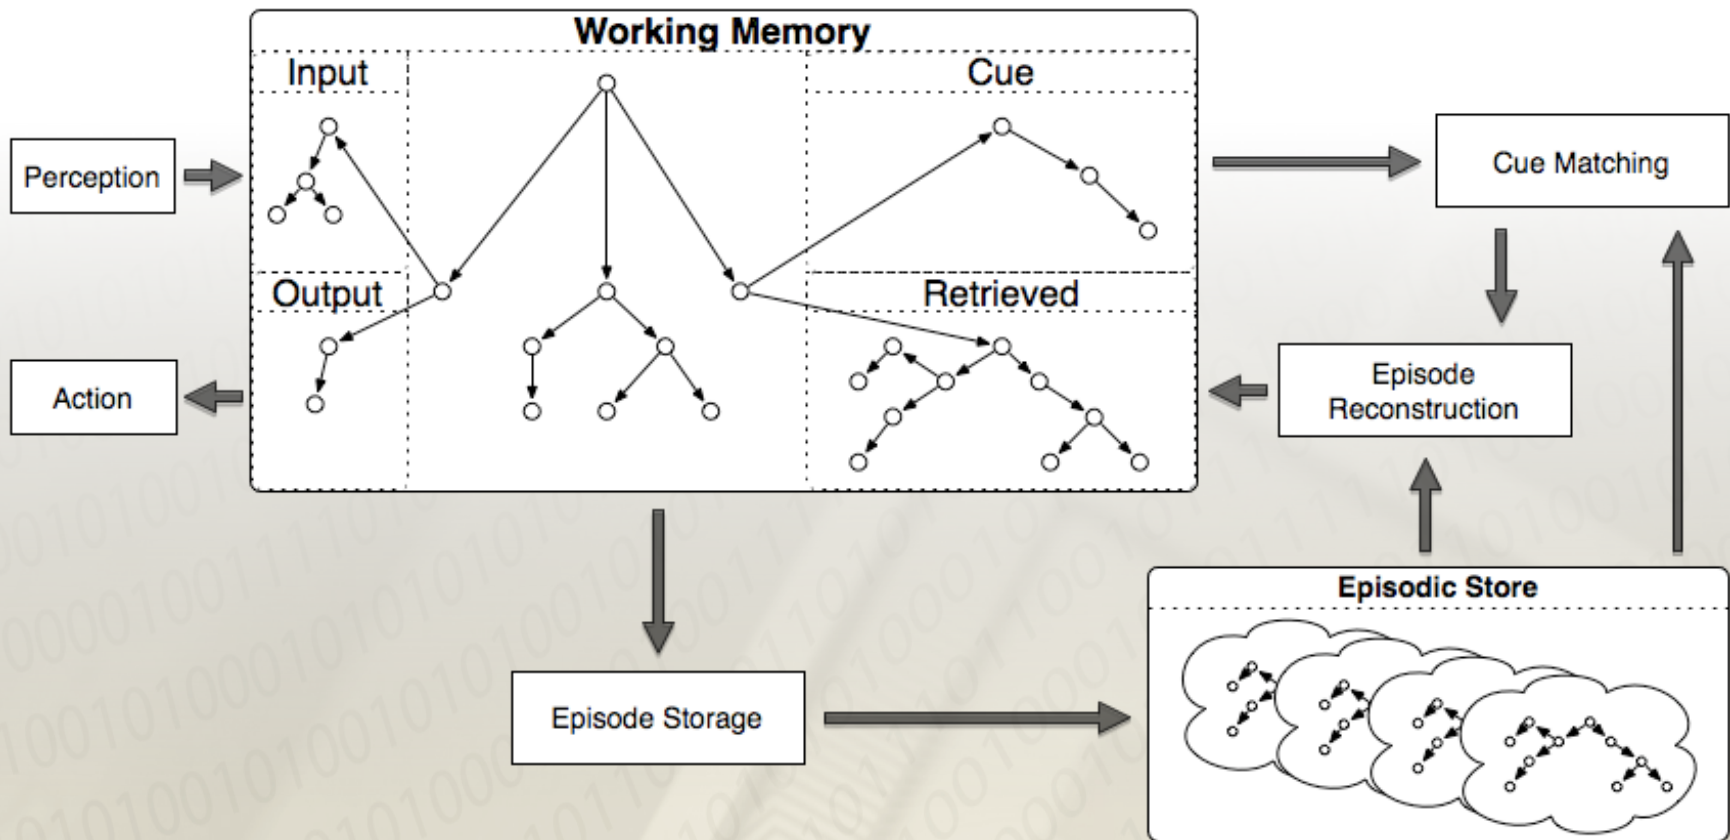 Working Memory
Input
Cue
Perception
Cue Matching
Output
Retrieved
Action
Episode
Reconstruction
Episodic Store
Episode Storage